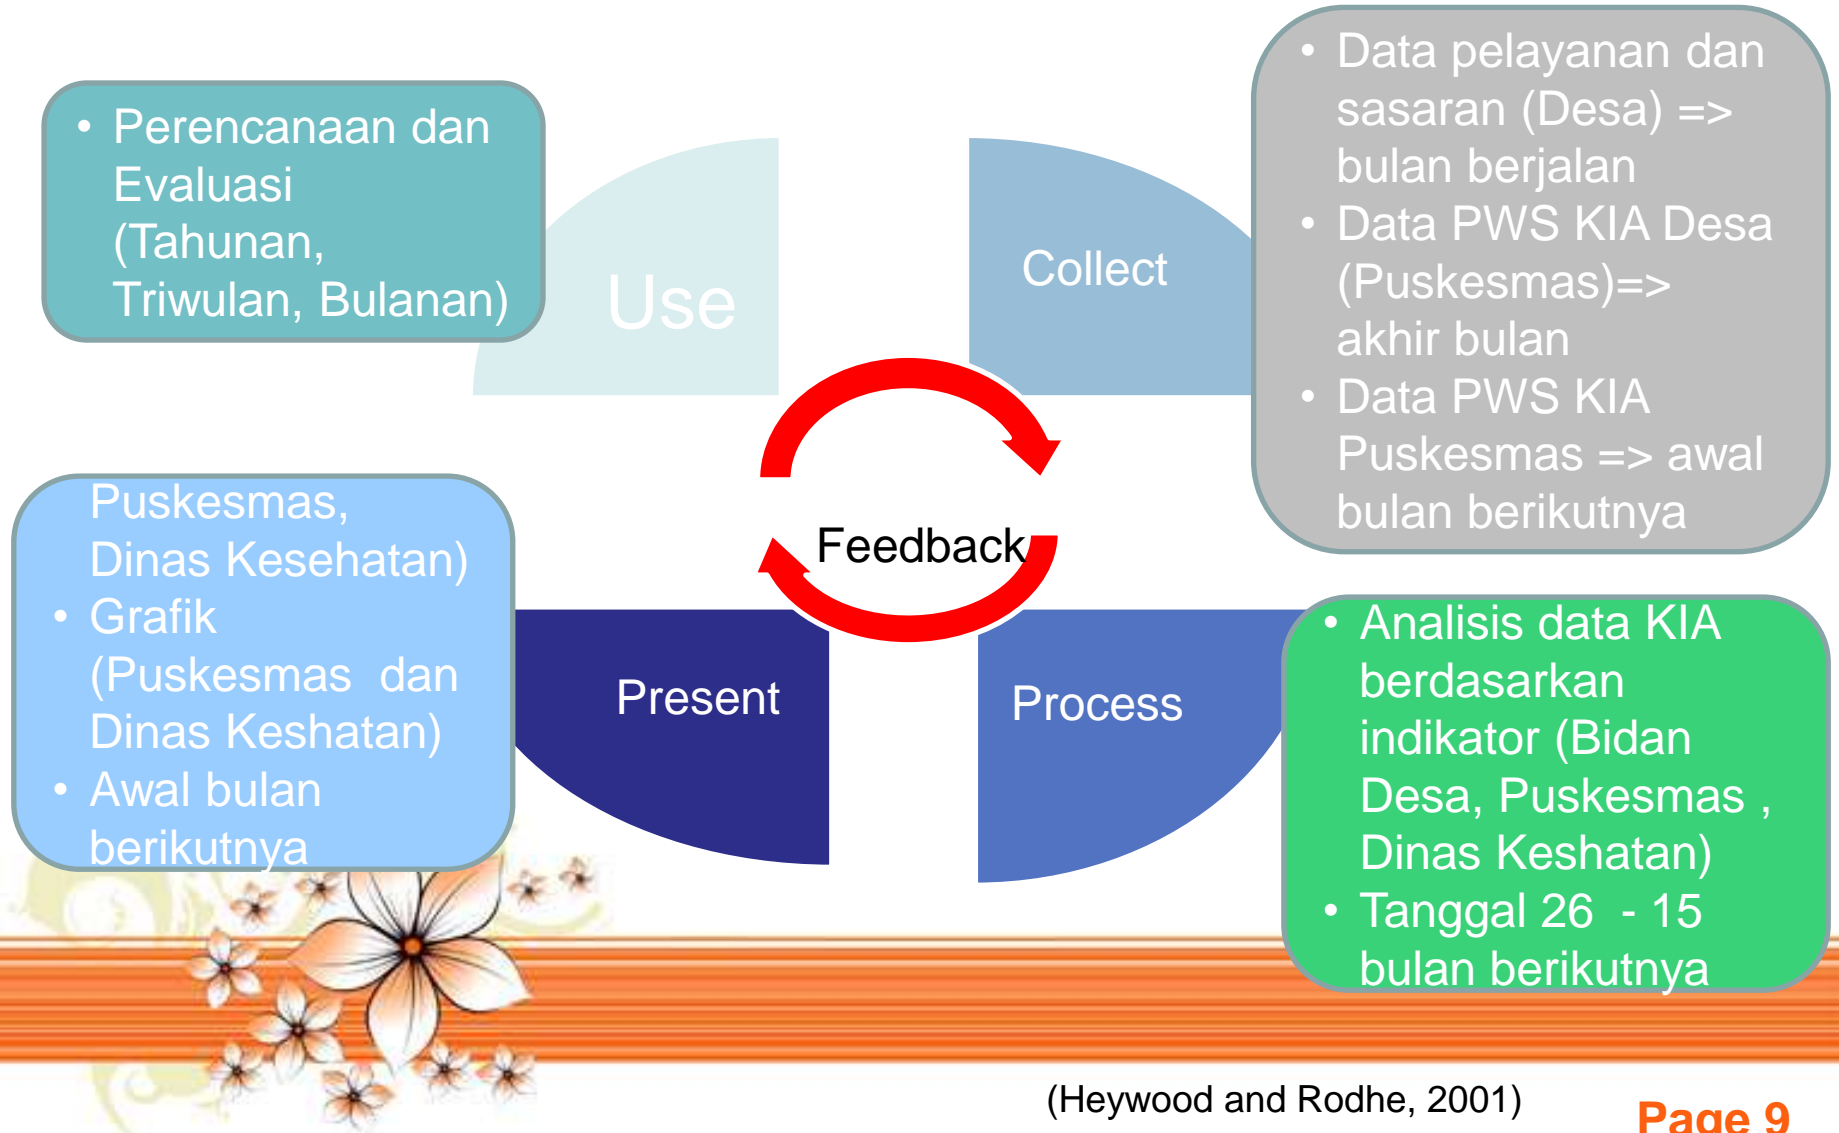 • Perencanaan dan
Evaluasi
(Tahunan,
Triwulan, Bulanan)
Use
Collect
• Data pelayanan dan
sasaran (Desa) =>
bulan berjalan
• Data PWS KIA Desa
(Puskesmas)=>
akhir bulan
• Data PWS KIA
Puskesmas => awal
bulan berikutnya
Feedback
Puskesmas,
Dinas Kesehatan)
• Grafik
(Puskesmas dan
Dinas Keshatan)
• Awal bulan
berikutnya
Present
Process
• Analisis data KIA
berdasarkan
indikator (Bidan
Desa, Puskesmas ,
Dinas Keshatan)
• Tanggal 26 - 15
bulan berikutnya
(Heywood and Rodhe, 2001)
Page 9